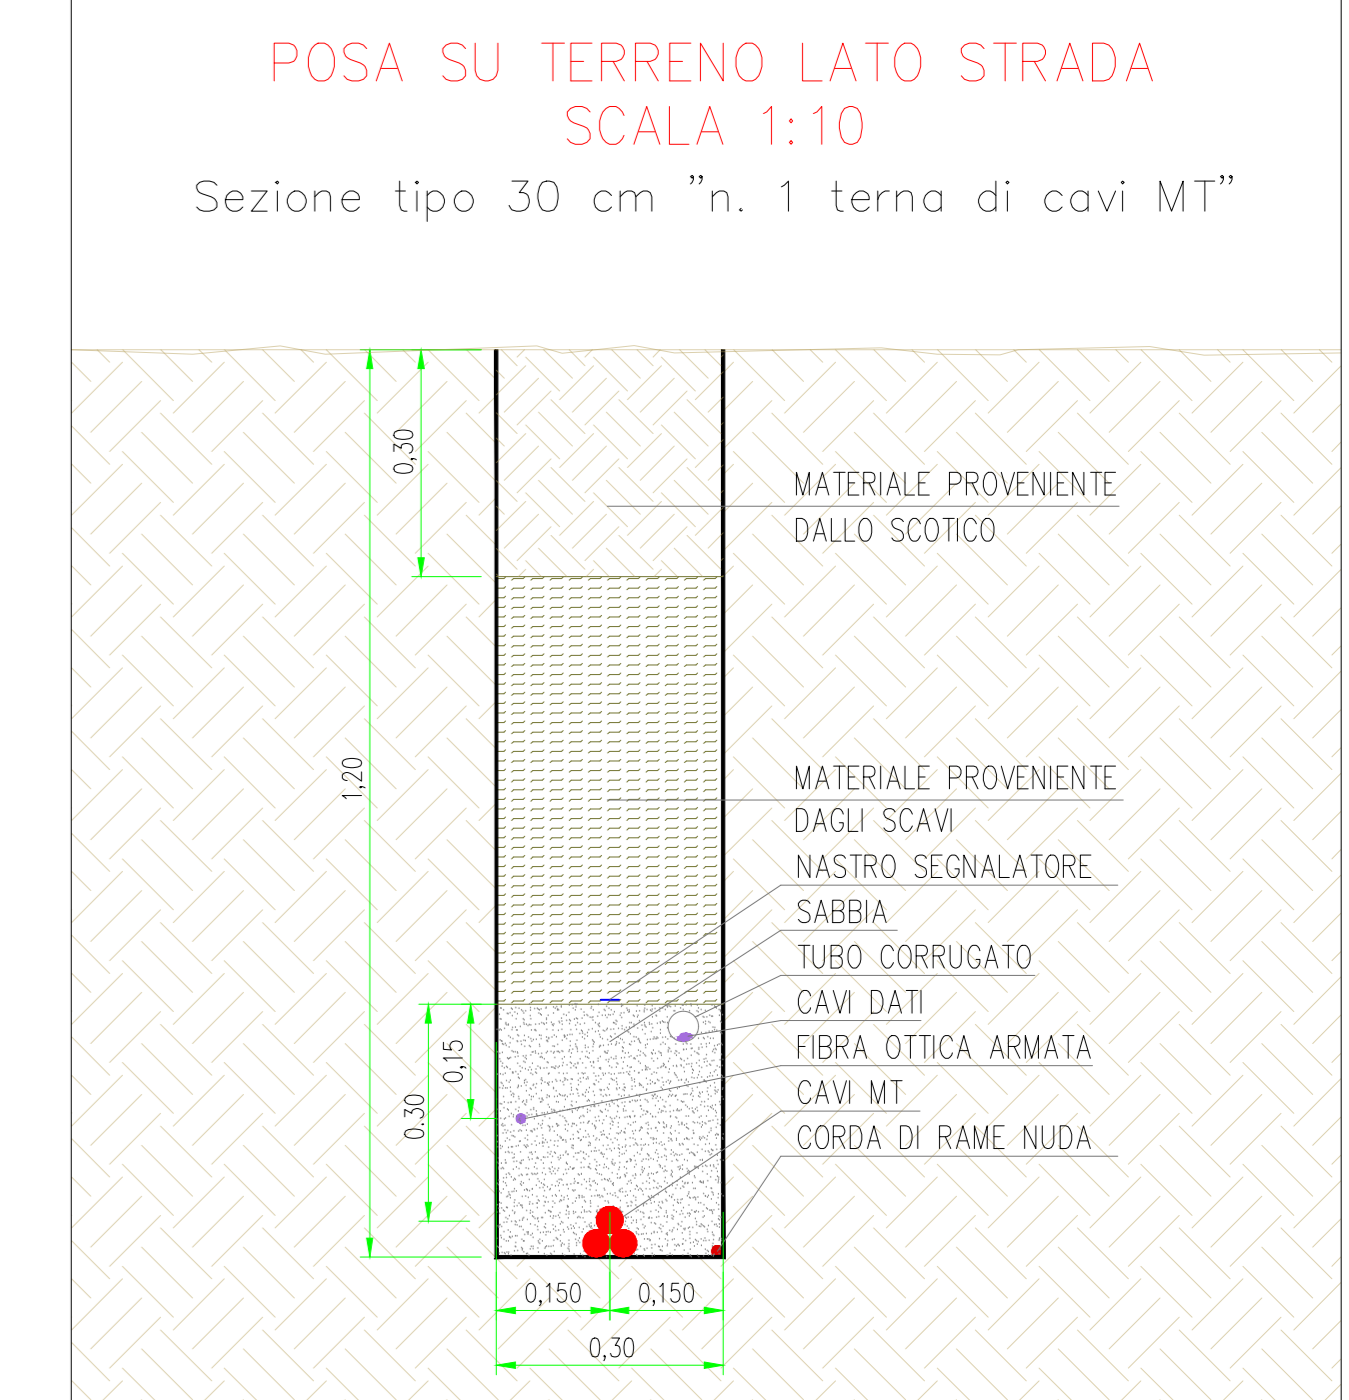 POSA SU TERRENO LATO STRADA
SCALA 1:10
Sezione tipo 30 cm "n. 1 terna di cavi MT"
0,30
MATERIALE PROVENIENTE
DALLO SCOTICO
1,20
MATERIALE PROVENIENTE
DAGLI SCAVI
NASTRO SEGNALATORE
SABBIA
TUBO CORRUGATO
CAVI DATI
0,15
FIBRA OTTICA ARMATA
0.30
CAVI MT
CORDA DI RAME NUDA
0,150
0,150
0,30